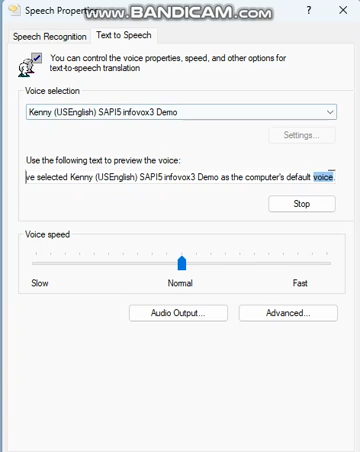 Speech Properties
www.BANDICAM.com
Speech Recognition
Text to Speech
You can control the voice properties, speed, and other options for
text-to-speech translation
Voice selection
Kenny (USEnglish) SAPI5 infovox3 Demo
Settings...
Use the following text to preview the voice:
ve selected Kenny (USEnglish) SAPI5 infovox3 Demo as the computer's default voice.
Stop
Voice speed
Slow
Normal
Fast
Audio Output...
Advanced...